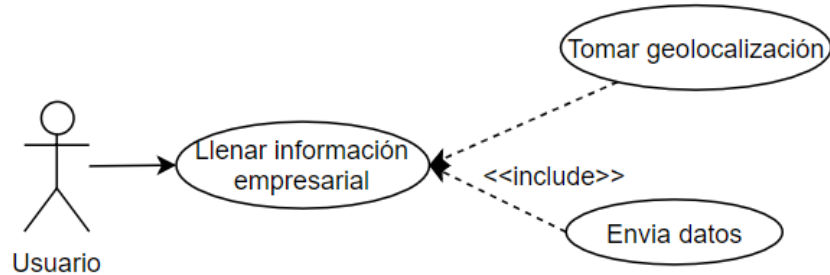 Tomar geolocalización
Llenar información
empresarial
<<include>>
Envia datos
Usuario